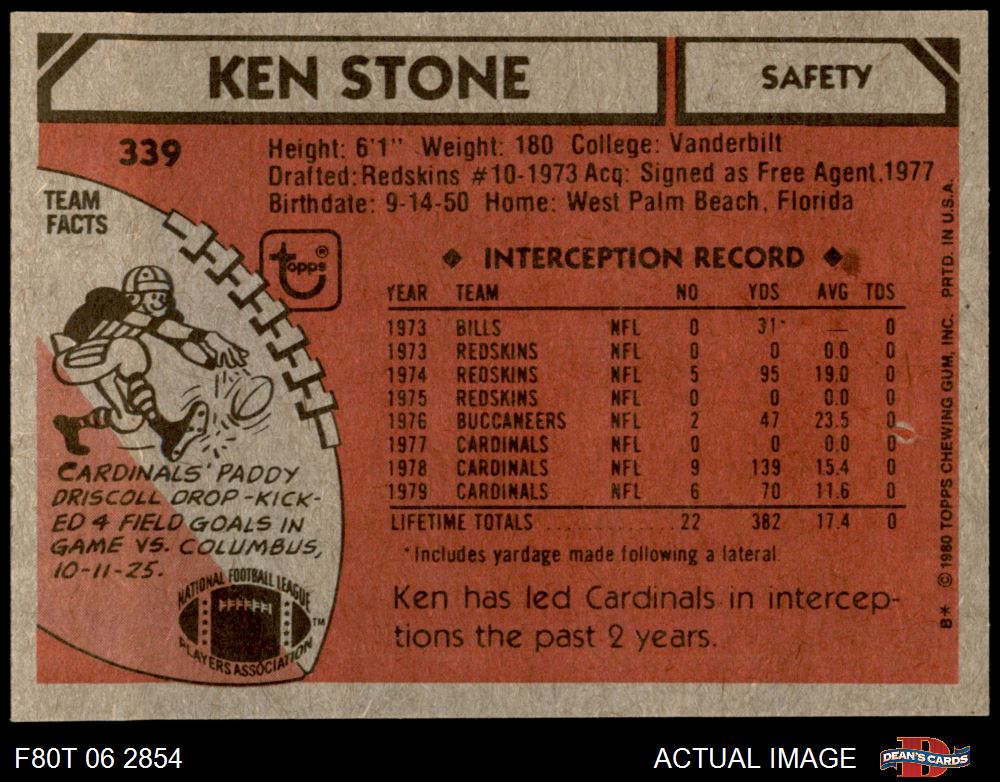 KEN STONE
SAFETY
339
Height: 6'1" Weight: 180 College: Vanderbilt
Drafted: Redskins #10-1973 Acq: Signed as Free Agent, 1977
Birthdate: 9-14-50 Home: West Palm Beach, Florida
TEAM
FACTS
topps®
◆ INTERCEPTION RECORD ◆
YEAR TEAM NO YDS AVG TDS
1973 BILLS NFL 0 31* — 0
1973 REDSKINS NFL 0 0 0.0 0
1974 REDSKINS NFL 5 95 19.0 0
1975 REDSKINS NFL 0 0 0.0 0
1976 BUCCANEERS NFL 2 47 23.5 0
1977 CARDINALS NFL 0 0 0.0 0
1978 CARDINALS NFL 9 139 15.4 0
1979 CARDINALS NFL 6 70 11.6 0
LIFETIME TOTALS ............ 22 382 17.4 0
*Includes yardage made following a lateral
Ken has led Cardinals in intercep-
tions the past 2 years.
CARDINALS' PADDY
DRISCOLL DROP-KICK-
ED 4 FIELD GOALS IN
GAME VS. COLUMBUS,
10-11-25.
NATIONAL FOOTBALL LEAGUE
PLAYERS ASSOCIATION
TM
B* © 1980 TOPPS CHEWING GUM, INC. PRTD. IN U.S.A.
F80T 06 2854
ACTUAL IMAGE
DEAN'S CARDS